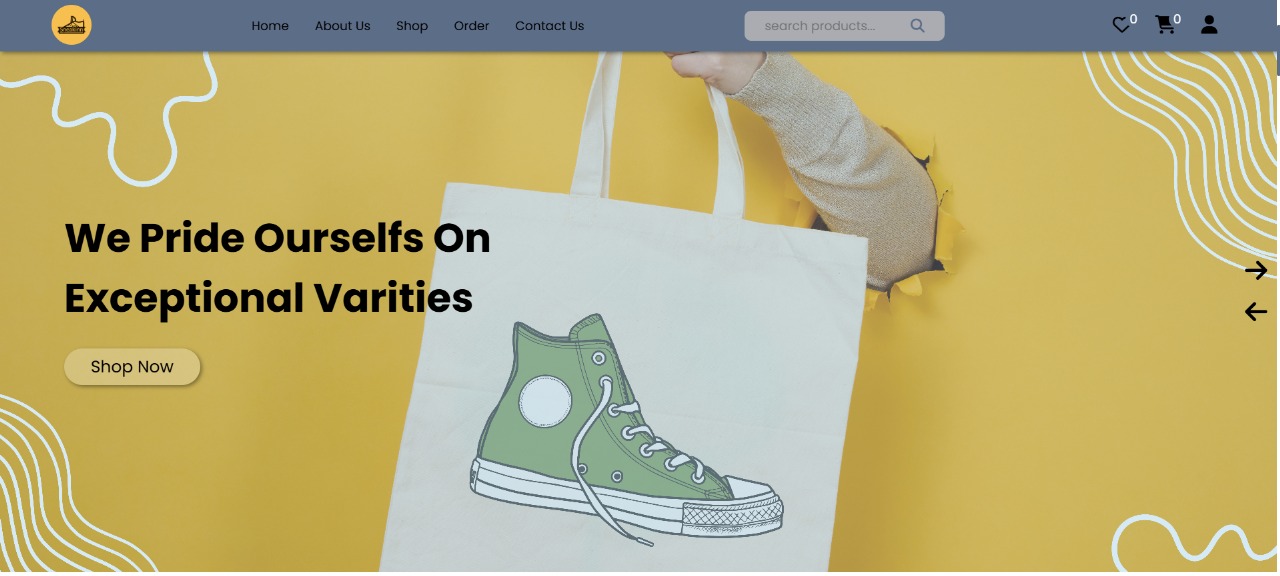 Home About Us Shop Order Contact Us search products... 0 0
We Pride Ourselfs On
Exceptional Varities
Shop Now